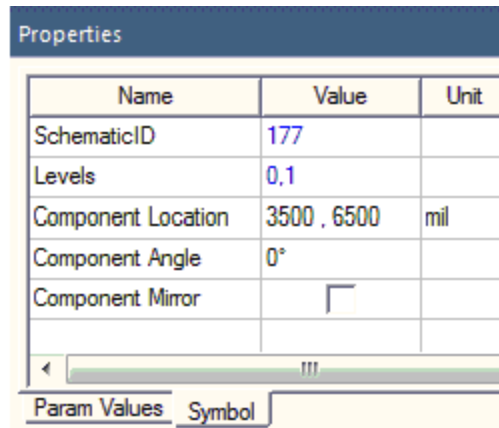 Properties
Name Value Unit
SchematicID 177
Levels 0,1
Component Location 3500 , 6500 mil
Component Angle 0°
Component Mirror
Param Values Symbol